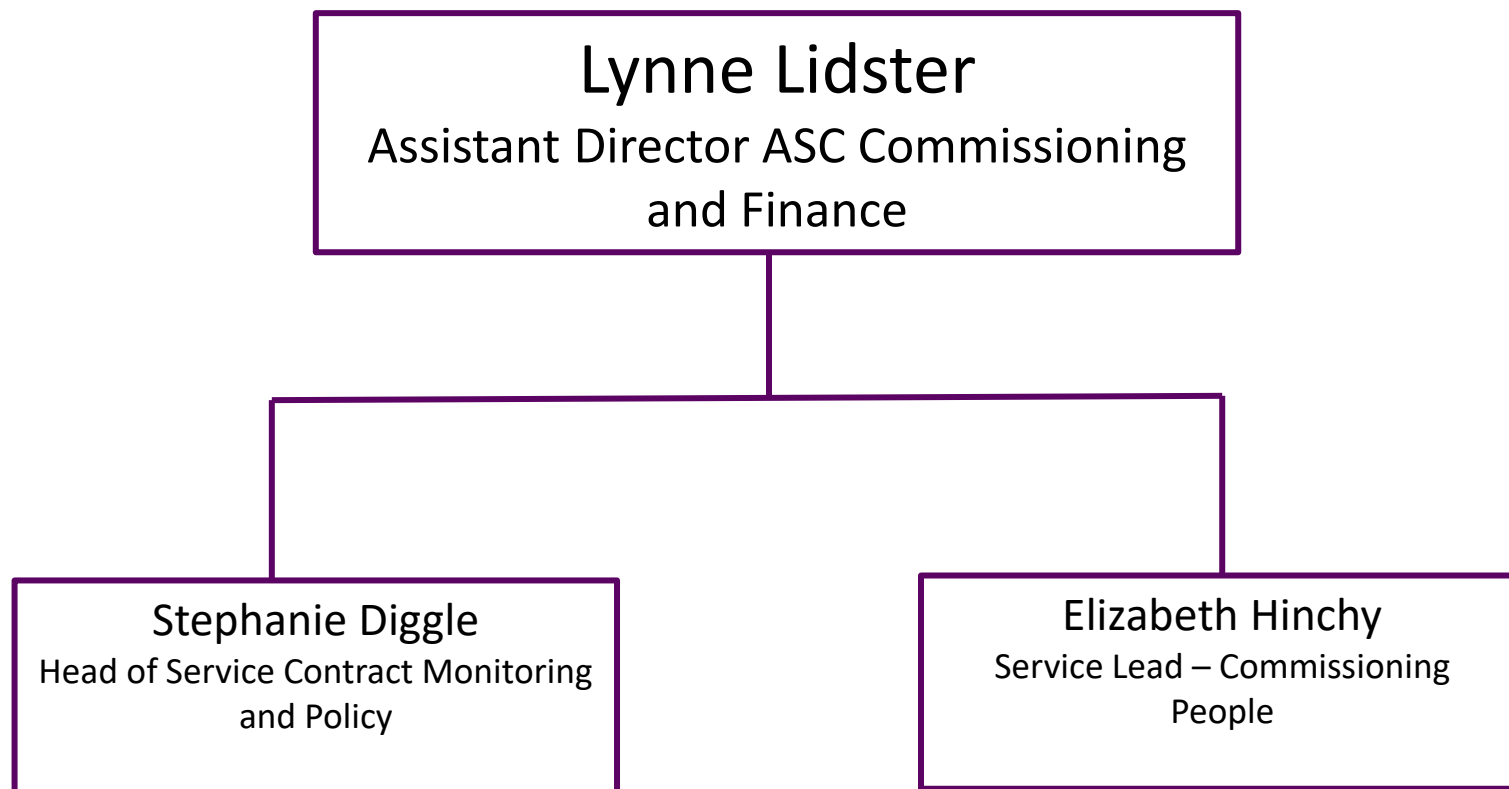 Lynne Lidster
Assistant Director ASC Commissioning
and Finance
Stephanie Diggle
Head of Service Contract Monitoring
and Policy
Elizabeth Hinchy
Service Lead – Commissioning
People